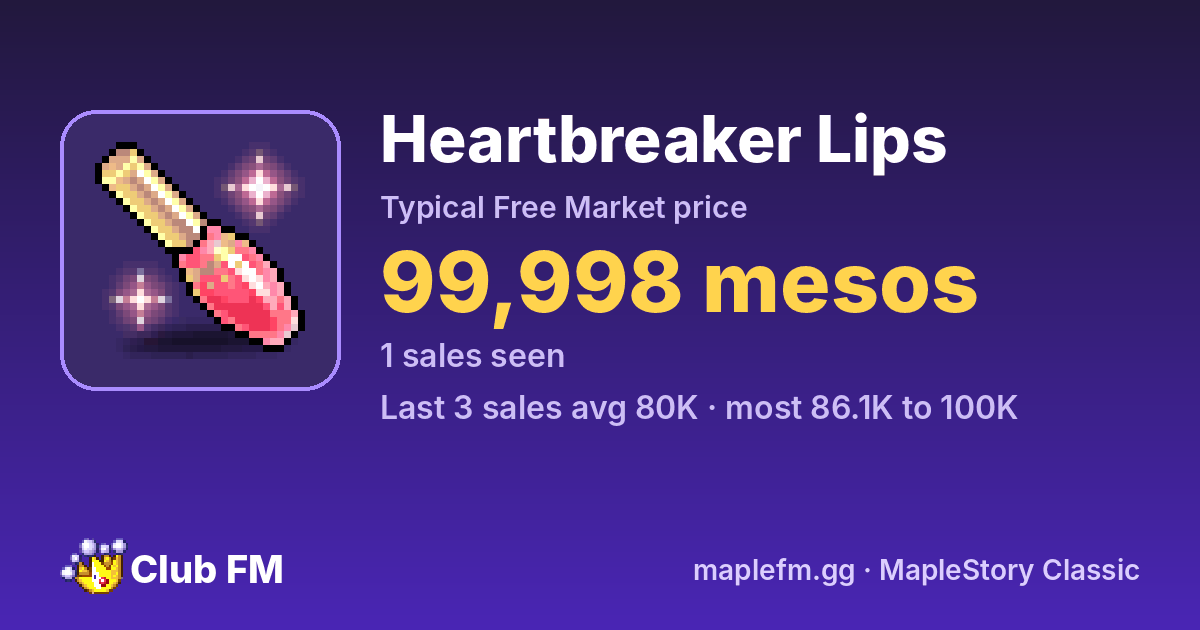 Heartbreaker Lips
Typical Free Market price
99,998 mesos
1 sales seen
Last 3 sales avg 80K · most 86.1K to 100K
Club FM
maplefm.gg · MapleStory Classic